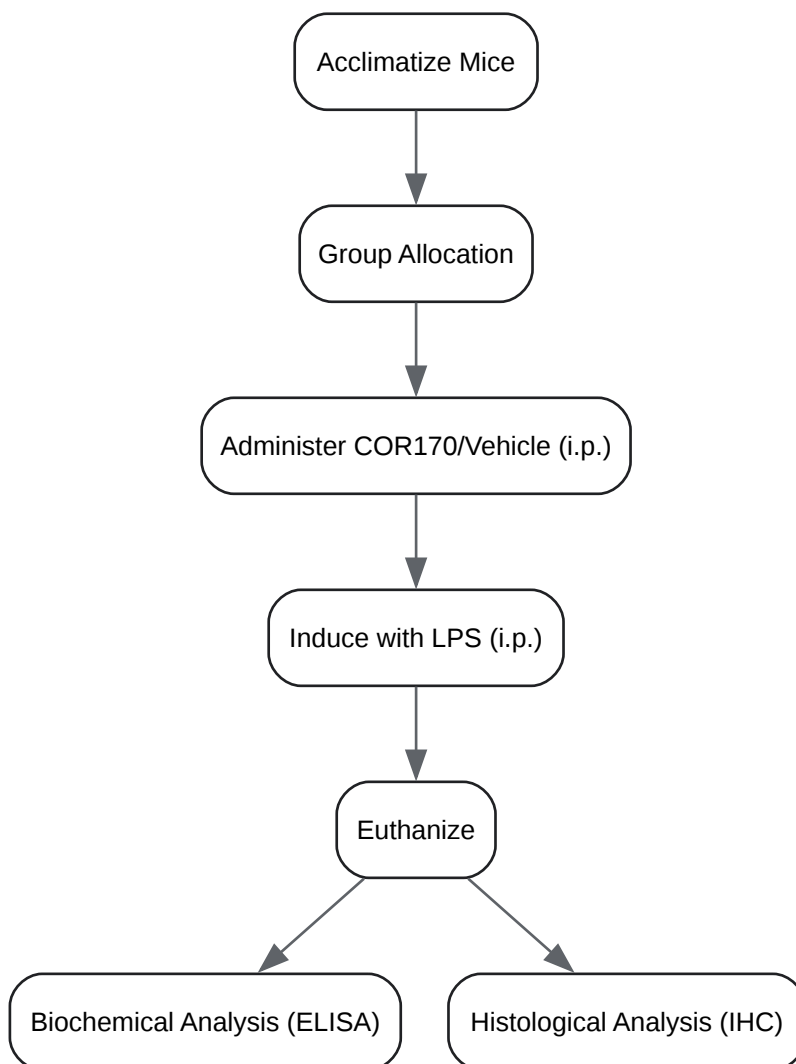 Acclimatize Mice
Group Allocation
Administer COR170/Vehicle (i.p.)
Induce with LPS (i.p.)
Euthanize
Biochemical Analysis (ELISA)
Histological Analysis (IHC)